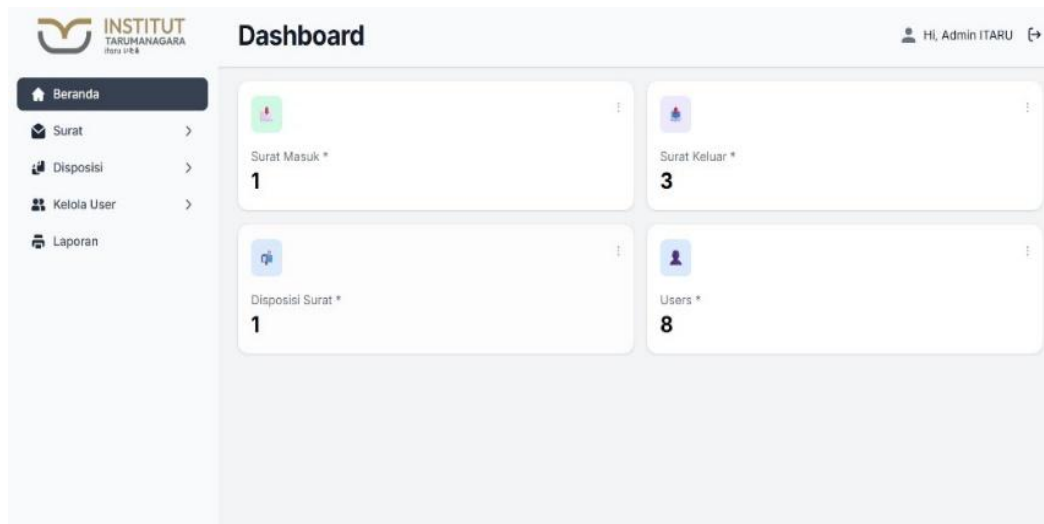 INSTITUT
TARUMANAGARA
Dashboard
Hi, Admin ITARU
Beranda
Surat
Disposisi
Kelola User
Laporan
Surat Masuk *
1
Surat Keluar *
3
Disposisi Surat *
1
Users *
8